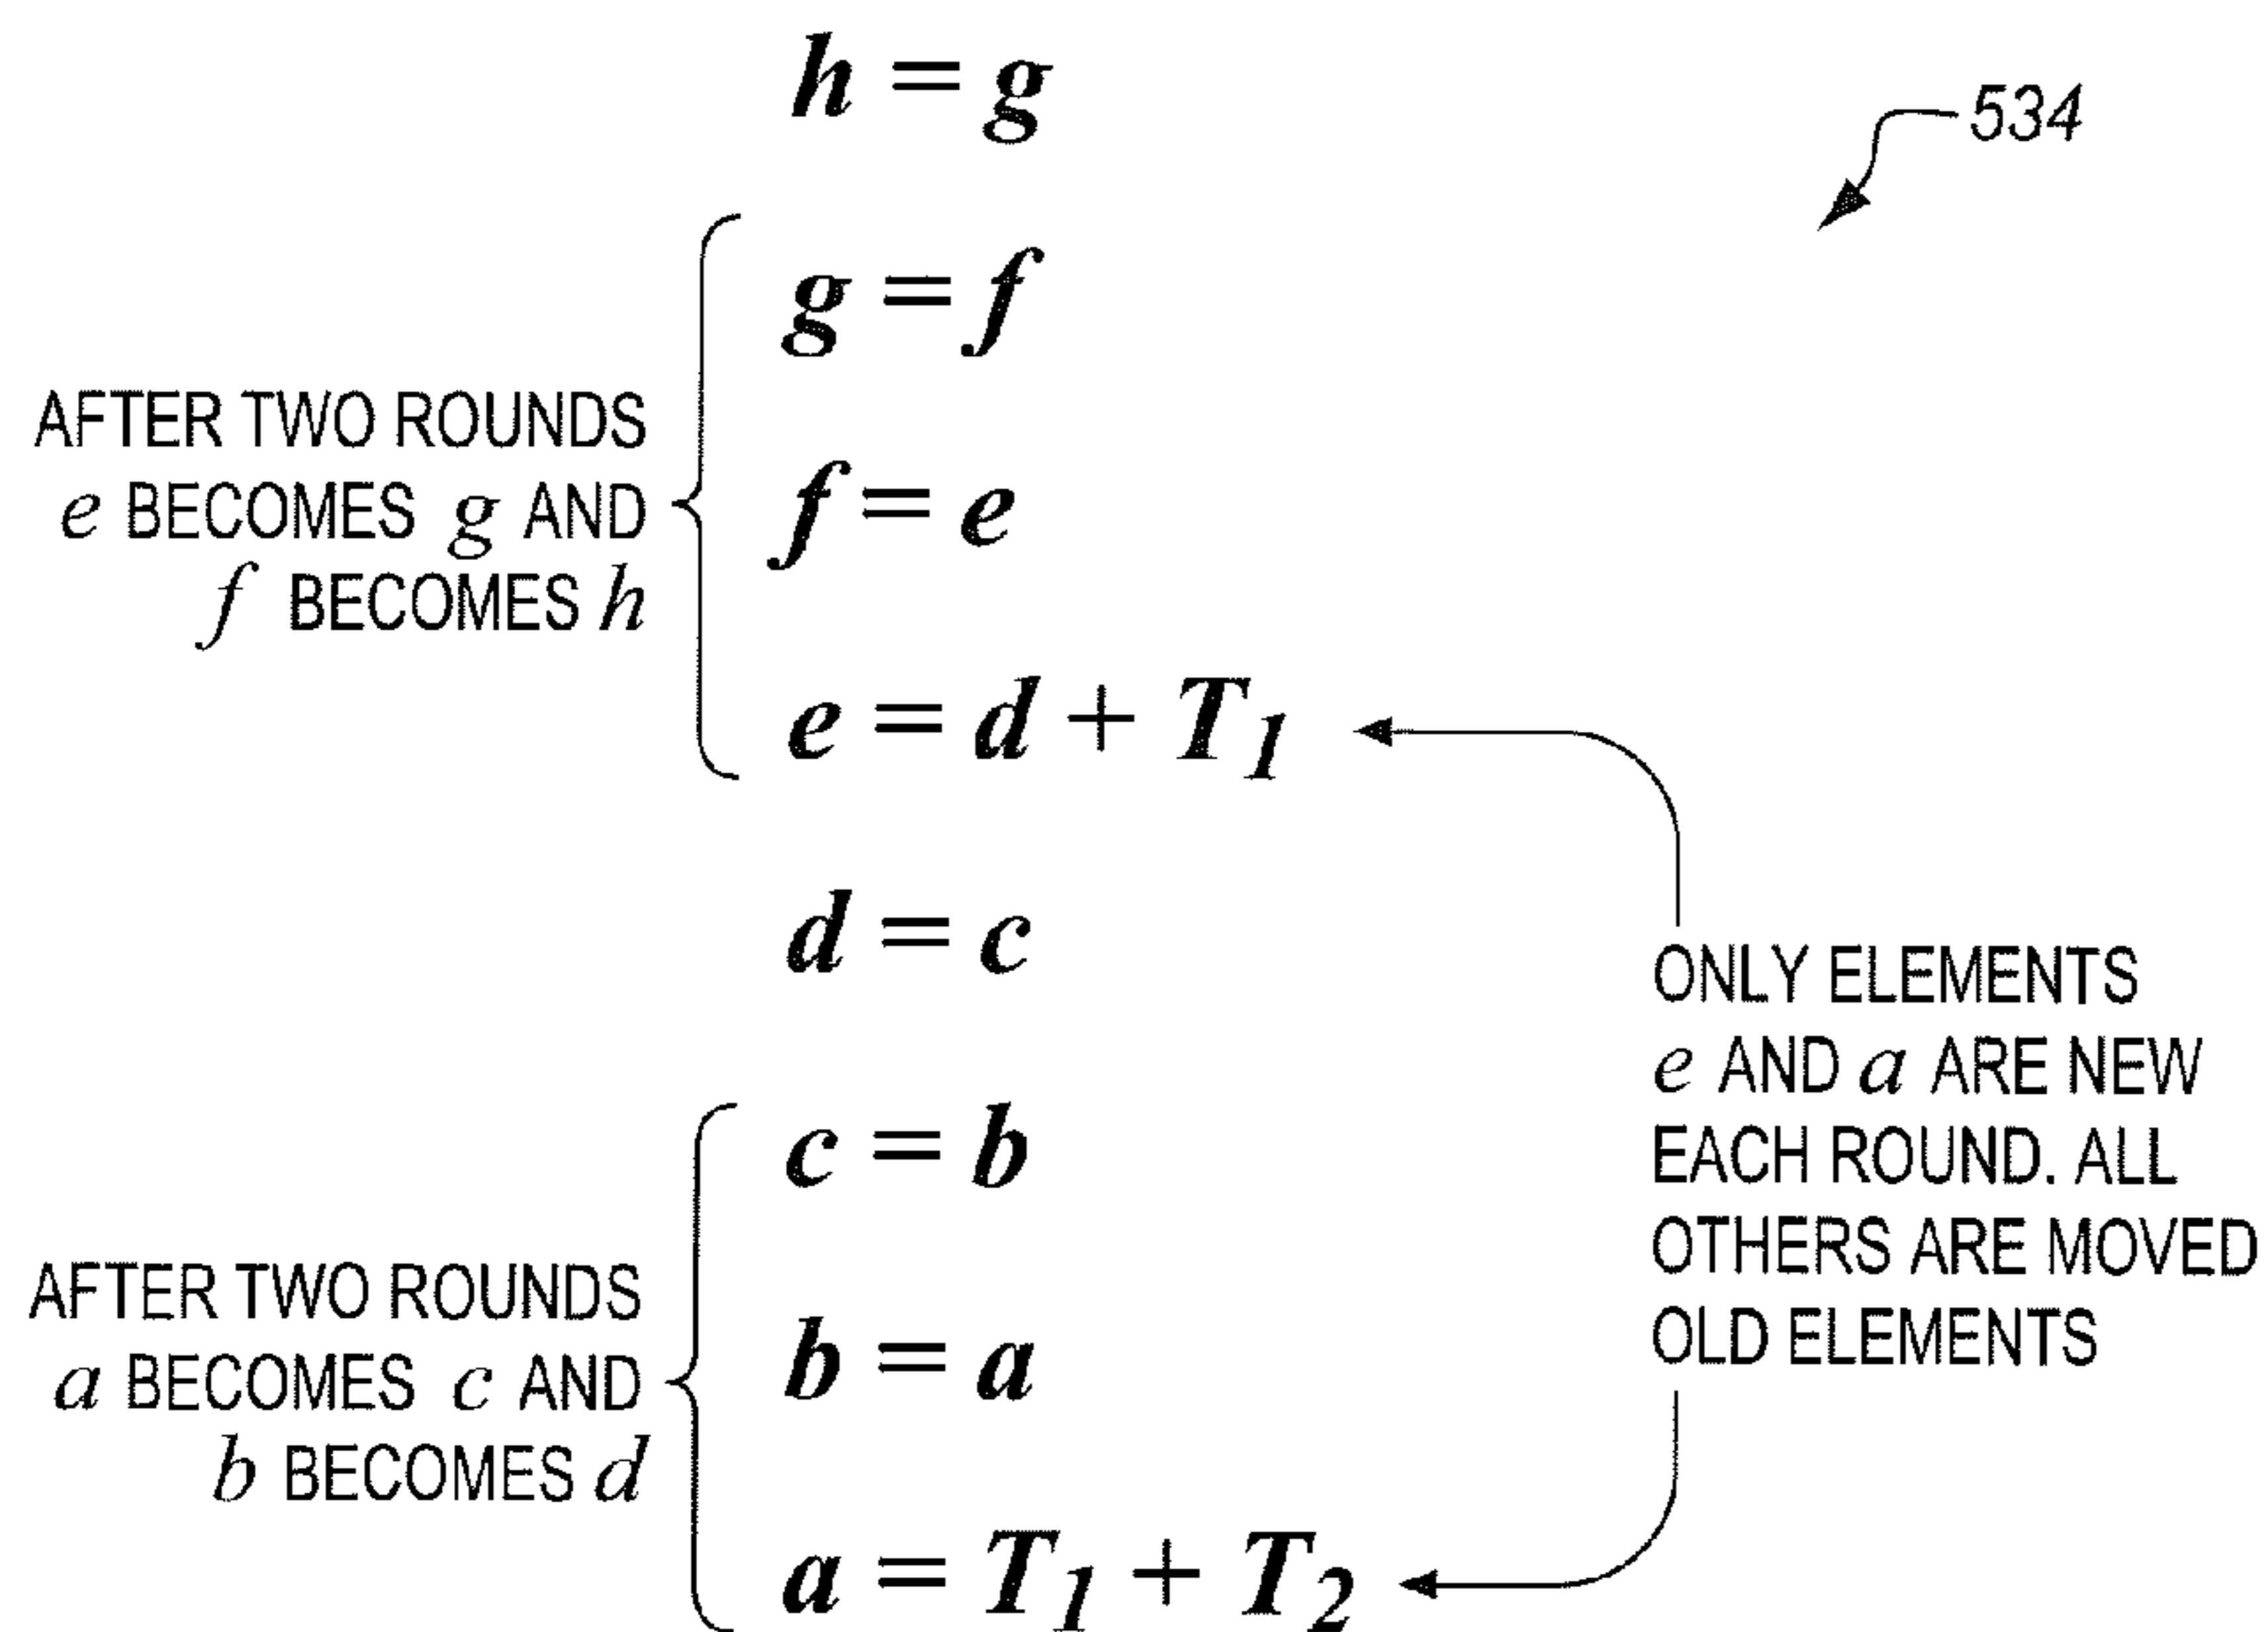 h = g
534
g = f
AFTER TWO ROUNDS
e BECOMES g AND
f BECOMES h
f = e
e = d + T1
d = c
ONLY ELEMENTS
e AND a ARE NEW
EACH ROUND. ALL
OTHERS ARE MOVED
OLD ELEMENTS
c = b
AFTER TWO ROUNDS
a BECOMES c AND
b BECOMES d
b = a
a = T1 + T2